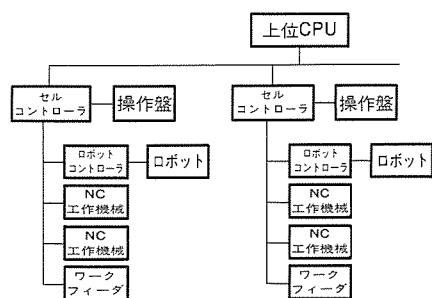 上位CPU
セル
コントローラ
操作盤
セル
コントローラ
操作盤
ロボット
コントローラ
ロボット
NC
工作機械
NC
工作機械
ワーク
フィーダ
ロボット
コントローラ
ロボット
NC
工作機械
NC
工作機械
ワーク
フィーダ